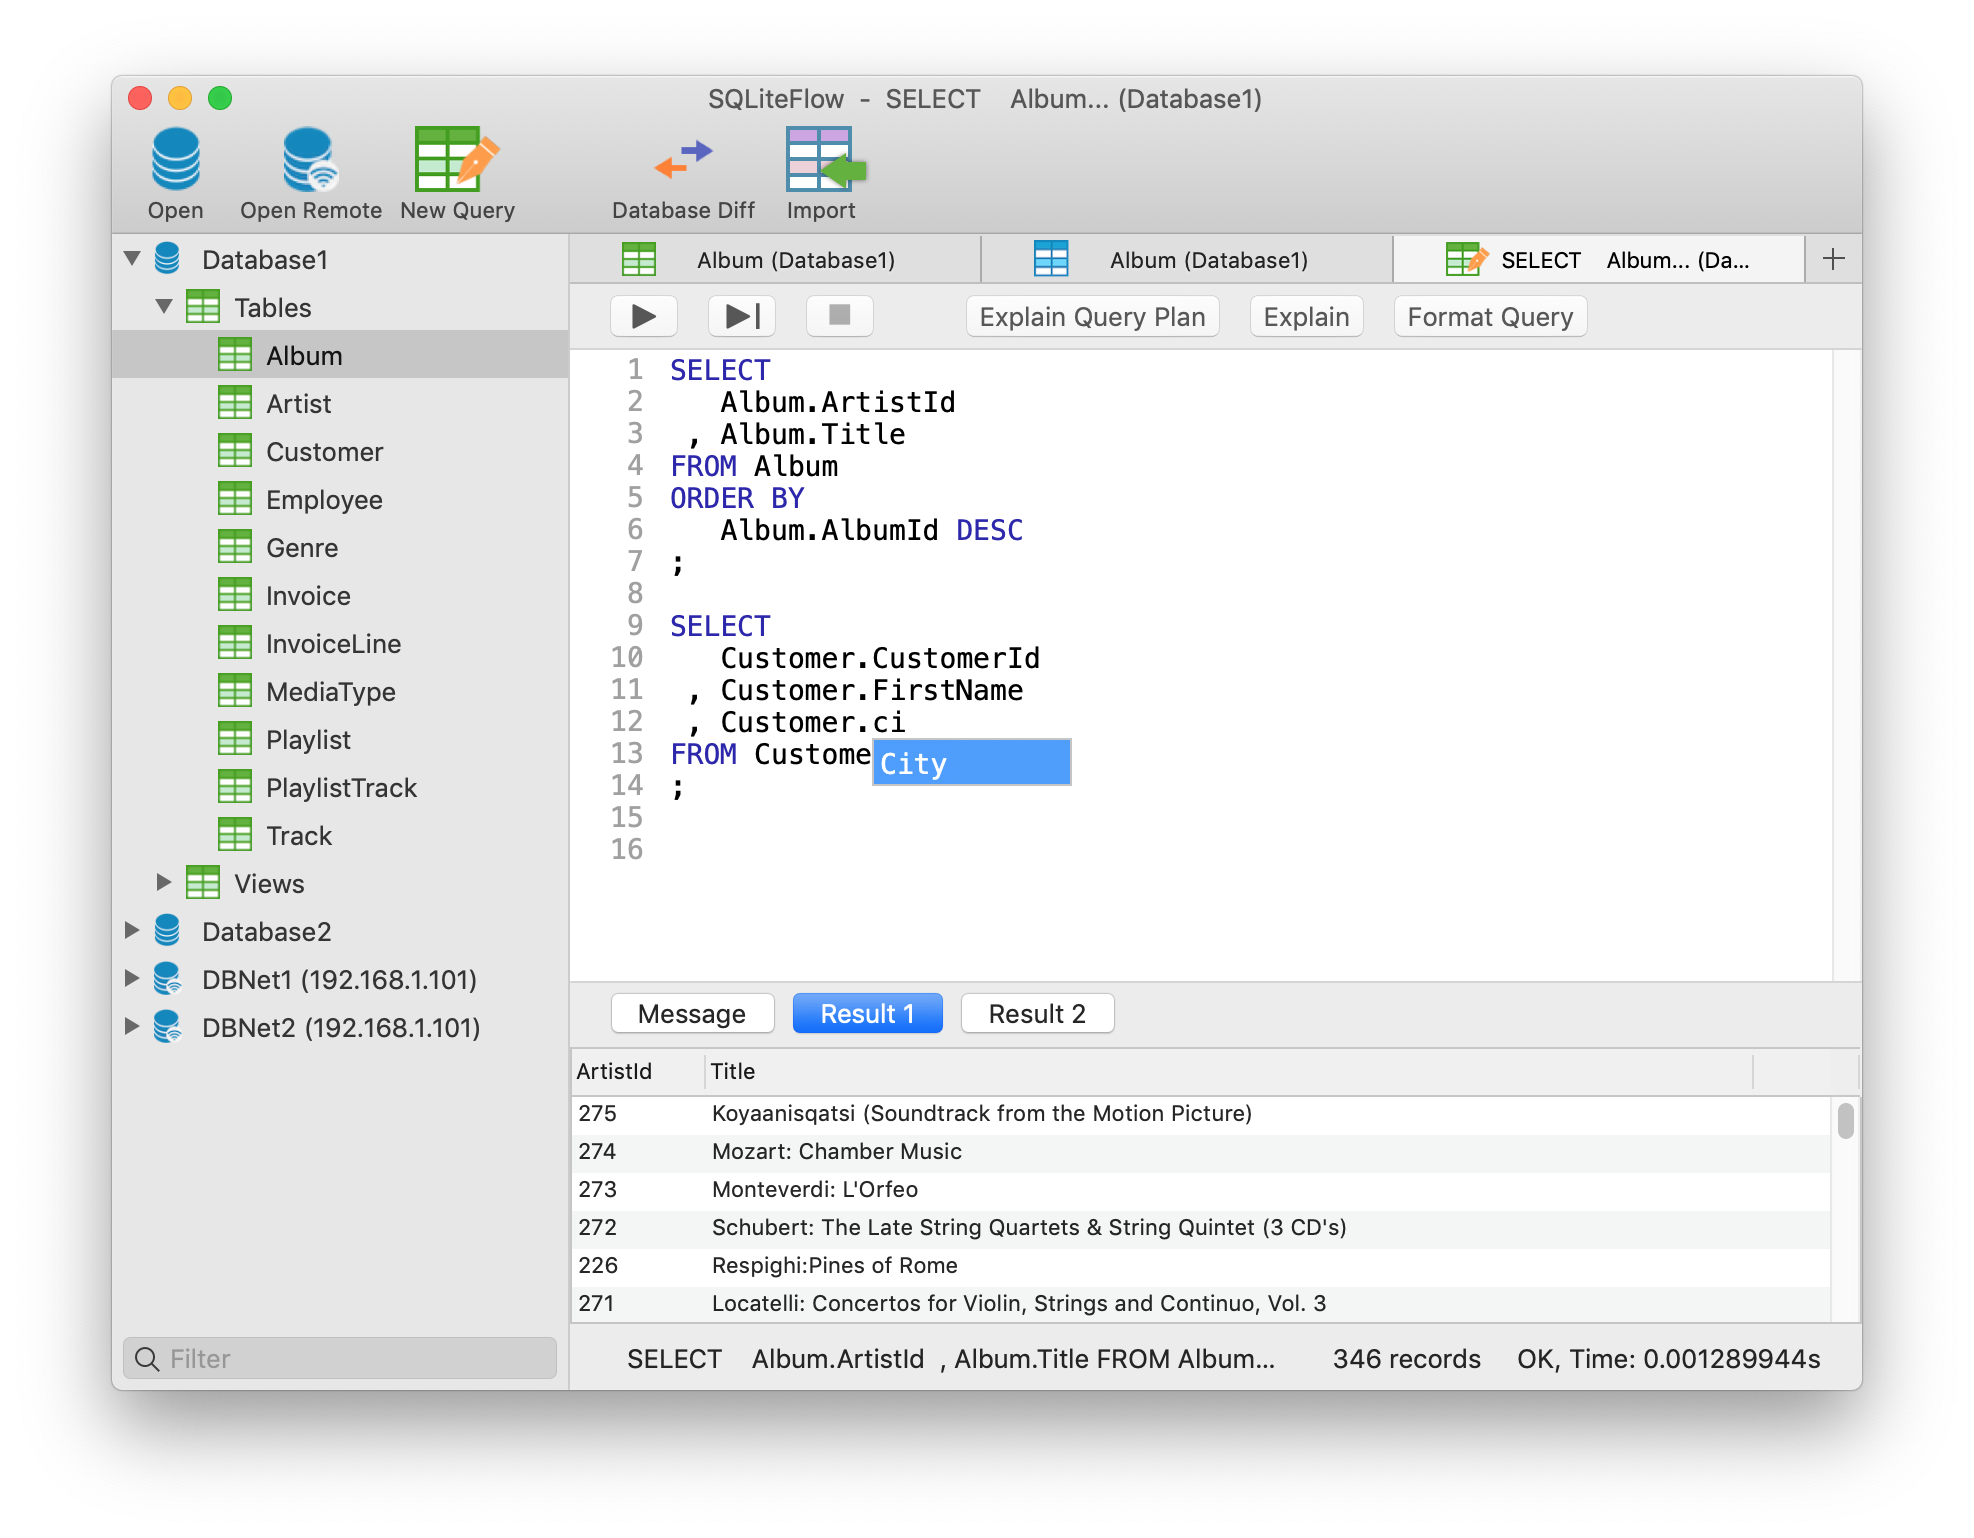 SQLiteFlow - SELECT Album... (Database1)
Open
Open Remote
New Query
Database Diff
Import
Database1
Tables
Album
Artist
Customer
Employee
Genre
Invoice
InvoiceLine
MediaType
Playlist
PlaylistTrack
Track
Views
Database2
DBNet1 (192.168.1.101)
DBNet2 (192.168.1.101)
Filter
Album (Database1)
Album (Database1)
SELECT Album... (Da...
Explain Query Plan
Explain
Format Query
1 SELECT
2 Album.ArtistId
3 , Album.Title
4 FROM Album
5 ORDER BY
6 Album.AlbumId DESC
7 ;
8
9 SELECT
10 Customer.CustomerId
11 , Customer.FirstName
12 , Customer.ci
13 FROM Custome
City
14 ;
15
16
Message
Result 1
Result 2
ArtistId Title
275 Koyaanisqatsi (Soundtrack from the Motion Picture)
274 Mozart: Chamber Music
273 Monteverdi: L'Orfeo
272 Schubert: The Late String Quartets & String Quintet (3 CD's)
226 Respighi:Pines of Rome
271 Locatelli: Concertos for Violin, Strings and Continuo, Vol. 3
SELECT Album.ArtistId , Album.Title FROM Album... 346 records OK, Time: 0.001289944s